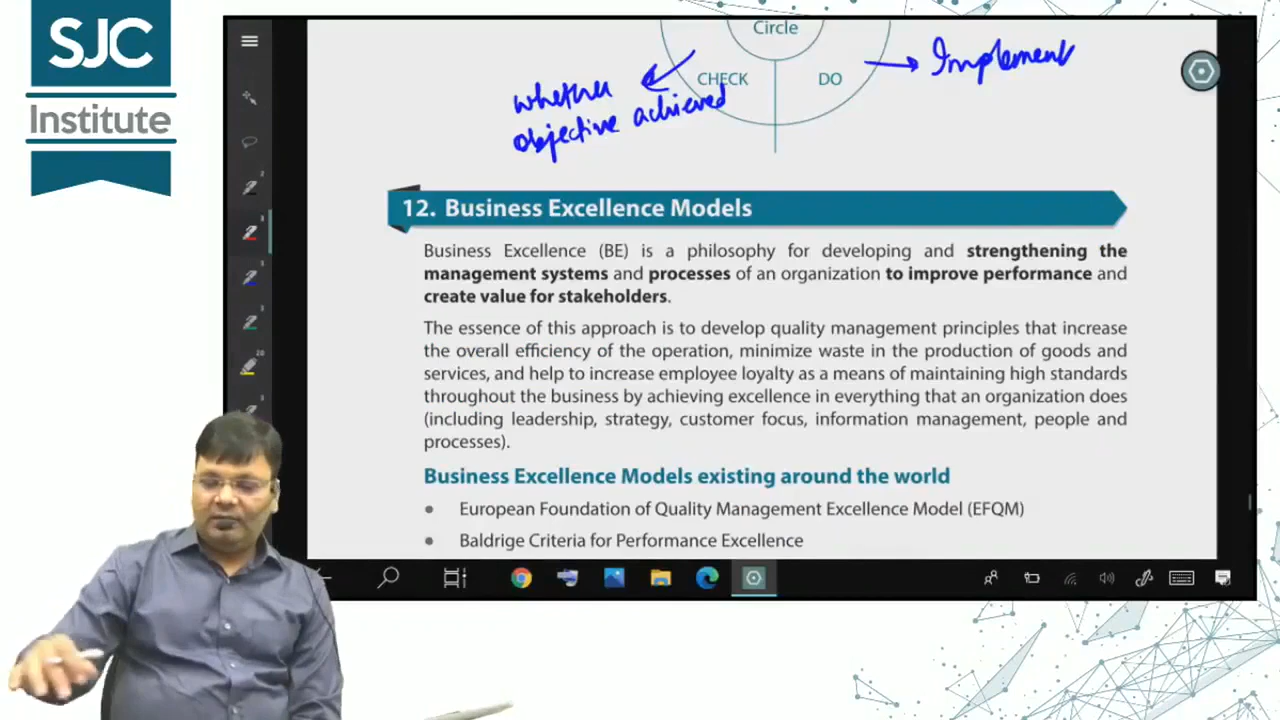 SJC
Institute
Circle
CHECK
DO
Implement
whether
objective achieved
12. Business Excellence Models
Business Excellence (BE) is a philosophy for developing and strengthening the
management systems and processes of an organization to improve performance and
create value for stakeholders.
The essence of this approach is to develop quality management principles that increase
the overall efficiency of the operation, minimize waste in the production of goods and
services, and help to increase employee loyalty as a means of maintaining high standards
throughout the business by achieving excellence in everything that an organization does
(including leadership, strategy, customer focus, information management, people and
processes).
Business Excellence Models existing around the world
• European Foundation of Quality Management Excellence Model (EFQM)
• Baldrige Criteria for Performance Excellence